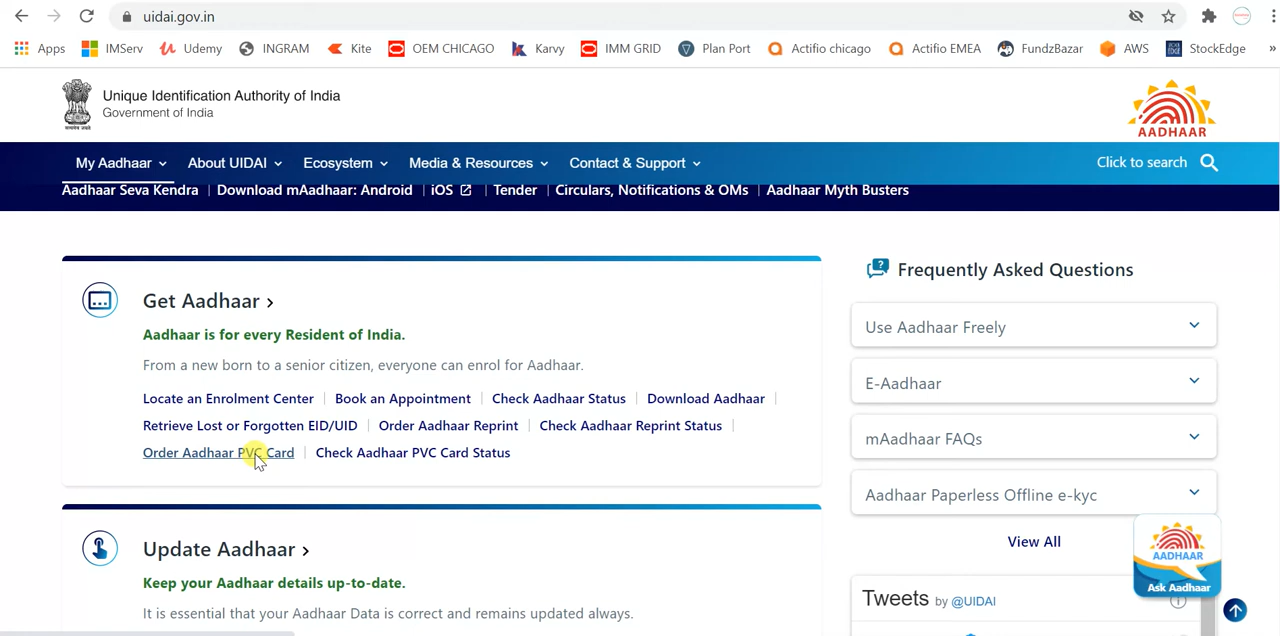 uidai.gov.in
Apps IMServ Udemy INGRAM Kite OEM CHICAGO Karvy IMM GRID Plan Port Actifio chicago Actifio EMEA FundzBazar AWS StockEdge »
Unique Identification Authority of India
Government of India
AADHAAR
My Aadhaar About UIDAI Ecosystem Media & Resources Contact & Support Click to search
Aadhaar Seva Kendra | Download mAadhaar: Android | iOS | Tender | Circulars, Notifications & OMs | Aadhaar Myth Busters
Get Aadhaar >
Aadhaar is for every Resident of India.
From a new born to a senior citizen, everyone can enrol for Aadhaar.
Locate an Enrolment Center | Book an Appointment | Check Aadhaar Status | Download Aadhaar |
Retrieve Lost or Forgotten EID/UID | Order Aadhaar Reprint | Check Aadhaar Reprint Status |
Order Aadhaar PVC Card | Check Aadhaar PVC Card Status
Update Aadhaar >
Keep your Aadhaar details up-to-date.
It is essential that your Aadhaar Data is correct and remains updated always.
Frequently Asked Questions
Use Aadhaar Freely
E-Aadhaar
mAadhaar FAQs
Aadhaar Paperless Offline e-kyc
View All
AADHAAR
Ask Aadhaar
Tweets by @UIDAI